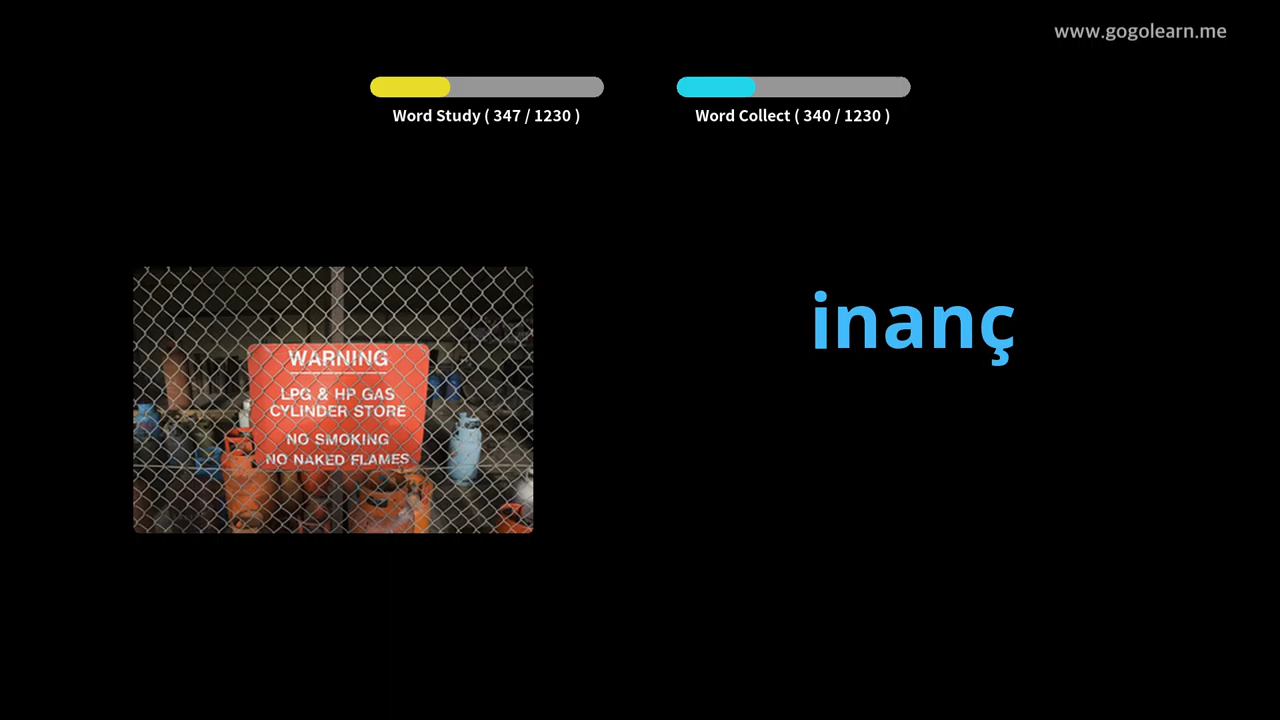 www.gogolearn.me
Word Study ( 347 / 1230 )
Word Collect ( 340 / 1230 )
inanç
WARNING
LPG & HP GAS
CYLINDER STORE
NO SMOKING
NO NAKED FLAMES